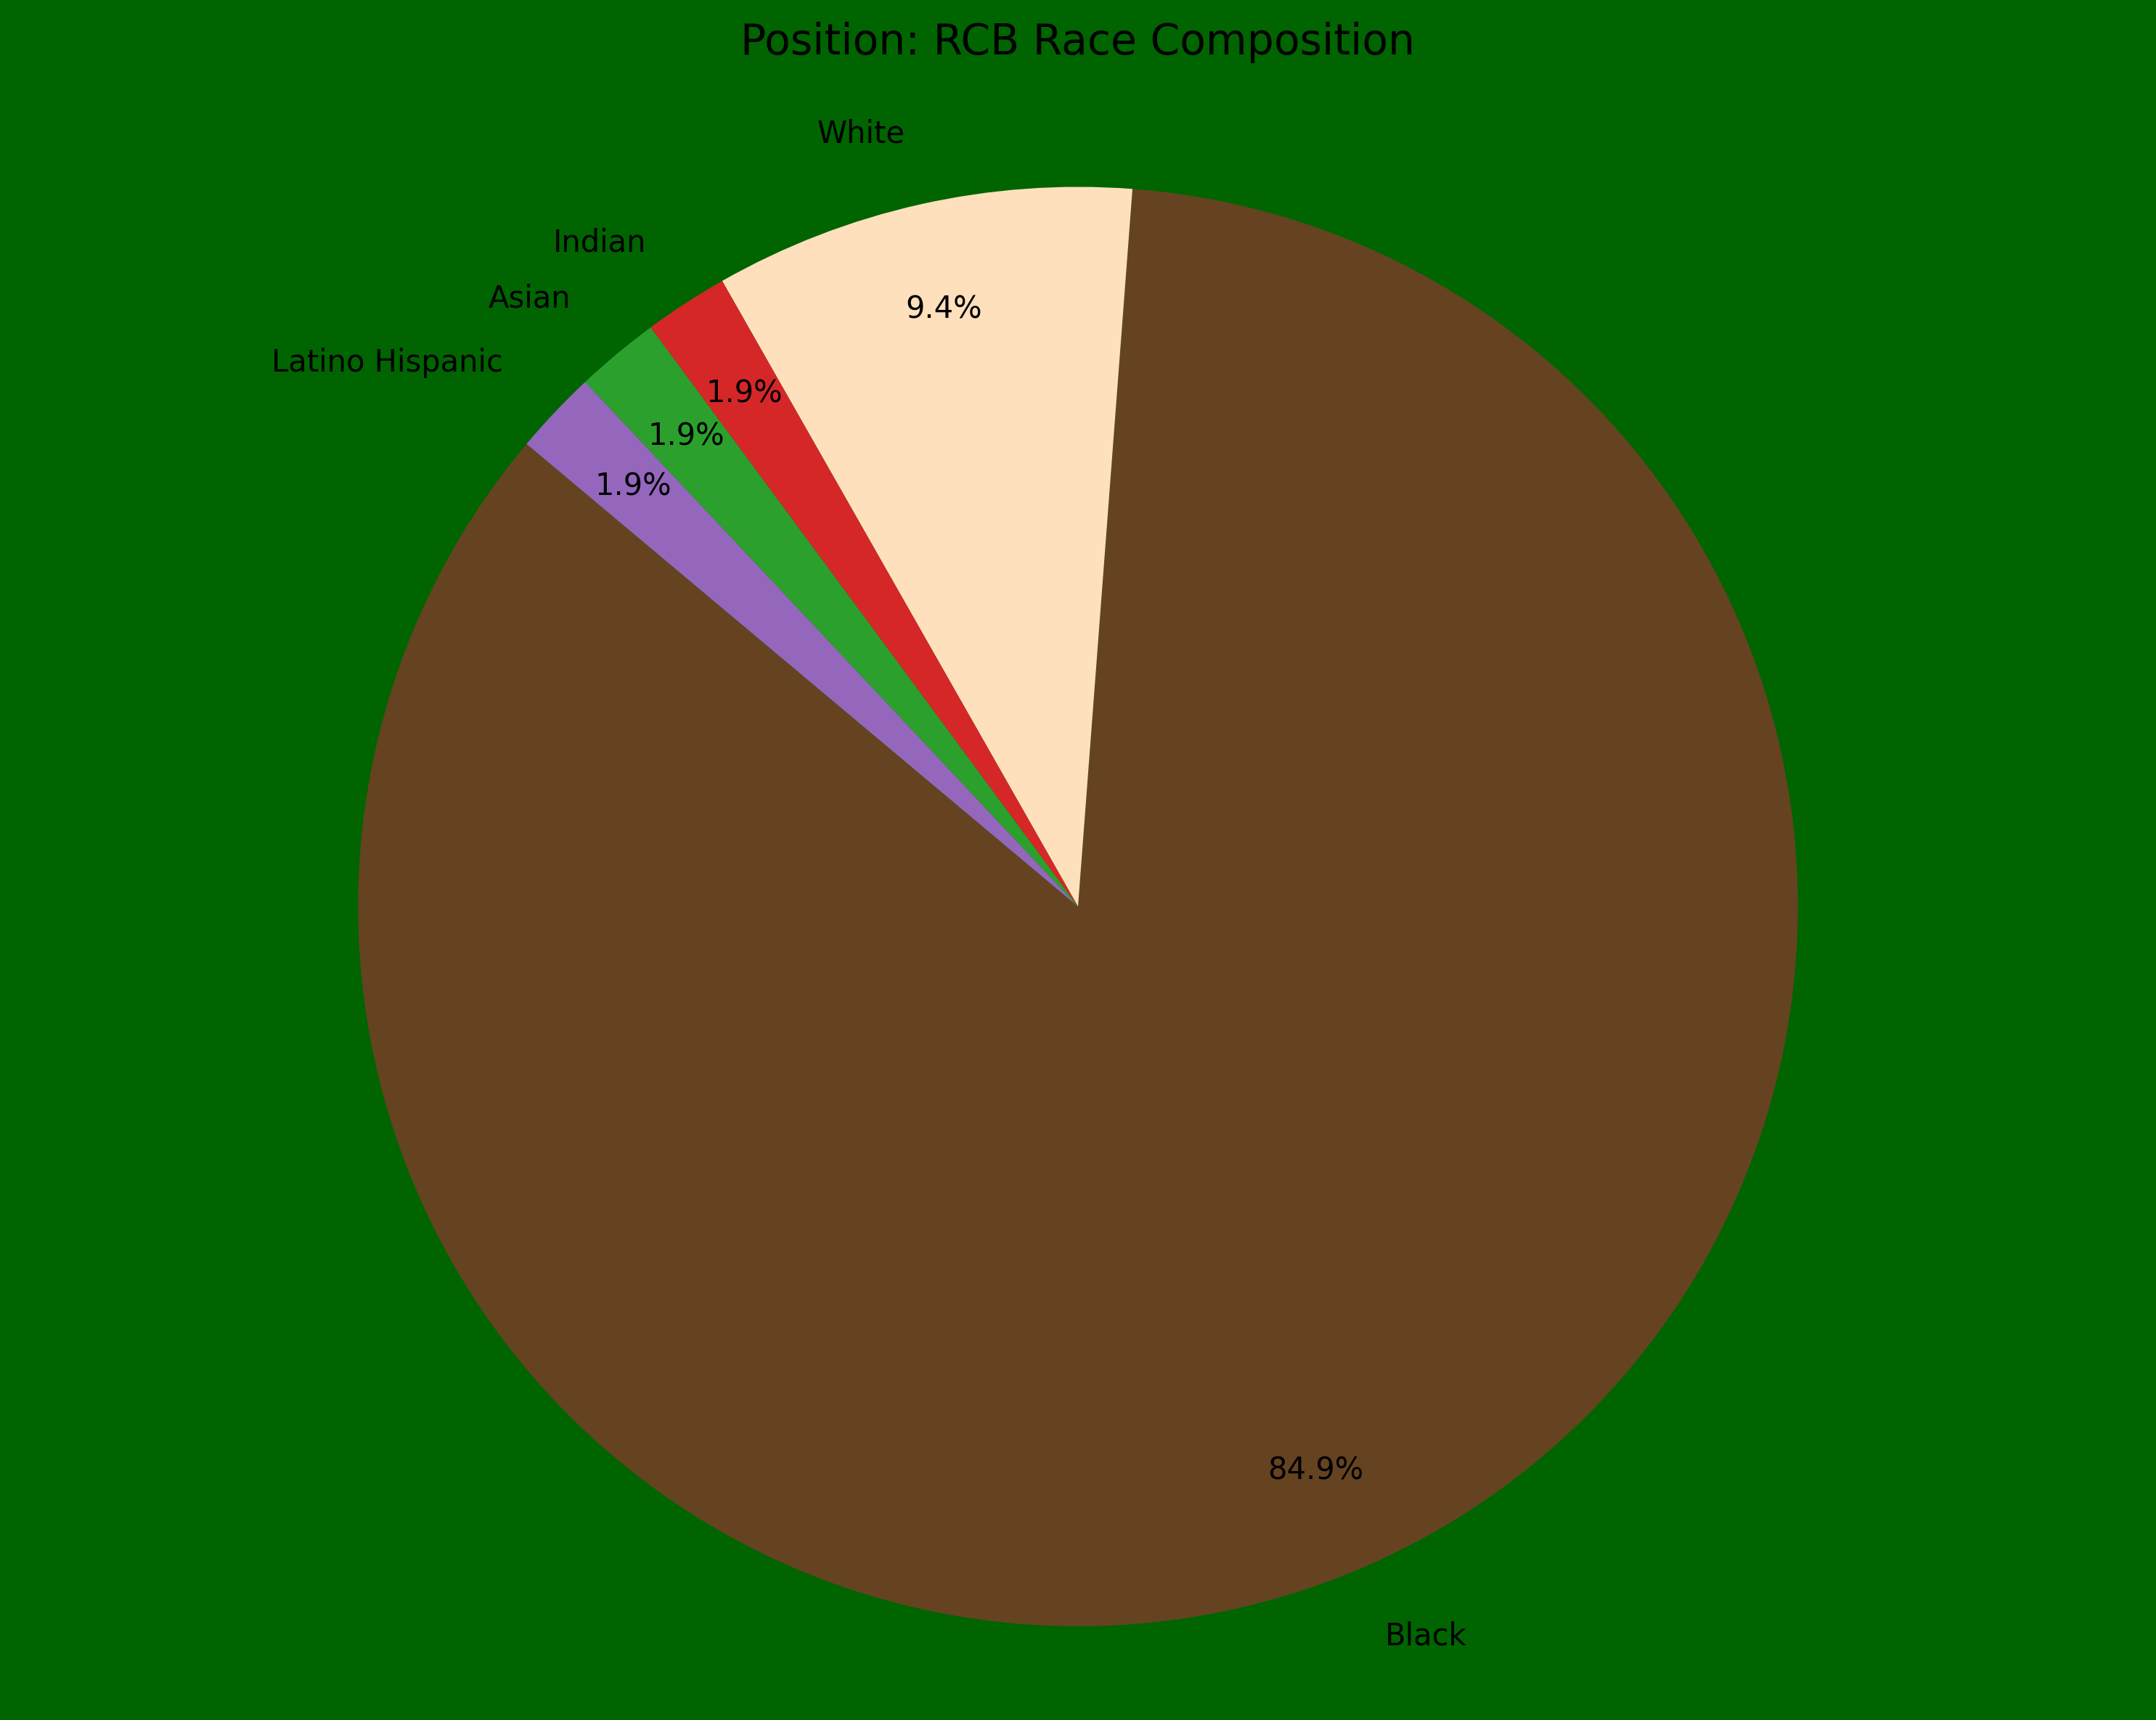 Position: RCB Race Composition
White
Indian
Asian
Latino Hispanic
9.4%
1.9%
1.9%
1.9%
84.9%
Black